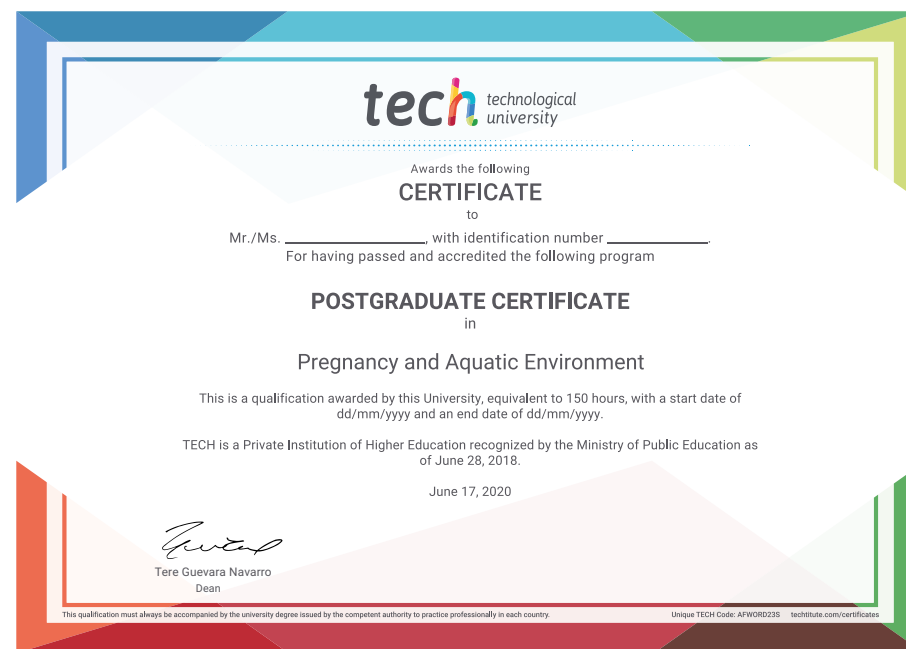 tech technological
university
Awards the following
CERTIFICATE
to
Mr./Ms. ____________________, with identification number ______________.
For having passed and accredited the following program
POSTGRADUATE CERTIFICATE
in
Pregnancy and Aquatic Environment
This is a qualification awarded by this University, equivalent to 150 hours, with a start date of
dd/mm/yyyy and an end date of dd/mm/yyyy.
TECH is a Private Institution of Higher Education recognized by the Ministry of Public Education as
of June 28, 2018.
June 17, 2020
Tere Guevara Navarro
Dean
This qualification must always be accompanied by the university degree issued by the competent authority to practice professionally in each country.
Unique TECH Code: AFWORD23S techtitute.com/certificates